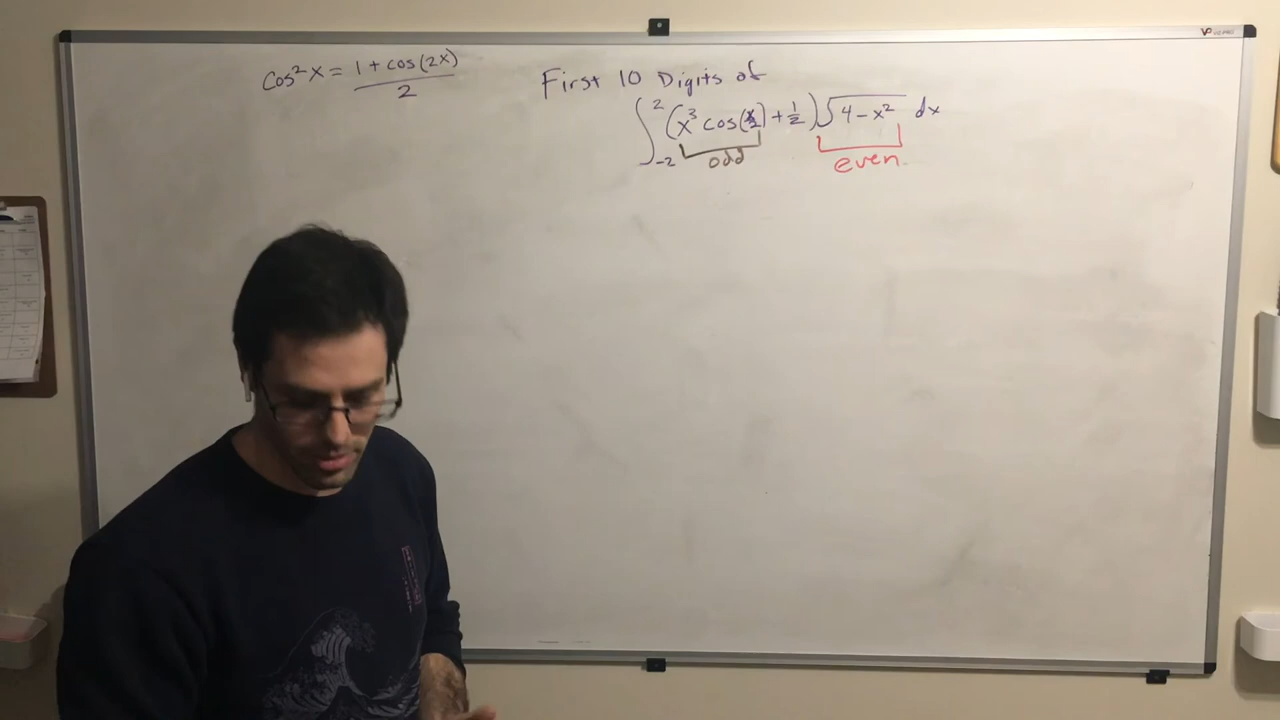 cos²x = 1 + cos(2x) / 2
First 10 Digits of
∫₋₂² (x³ cos(x/2) + 1/2) √4 − x² dx
odd
even